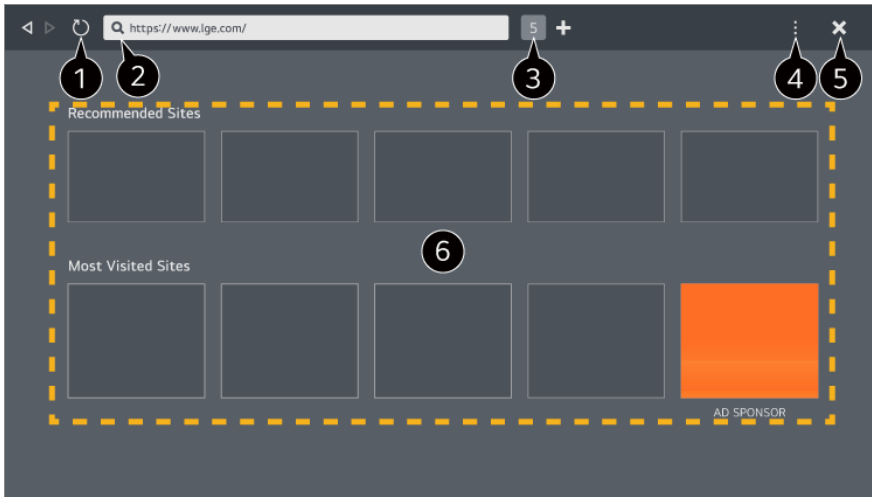 https://www.lge.com/ 5
1 2 3 4 5
Recommended Sites
6
Most Visited Sites
AD SPONSOR